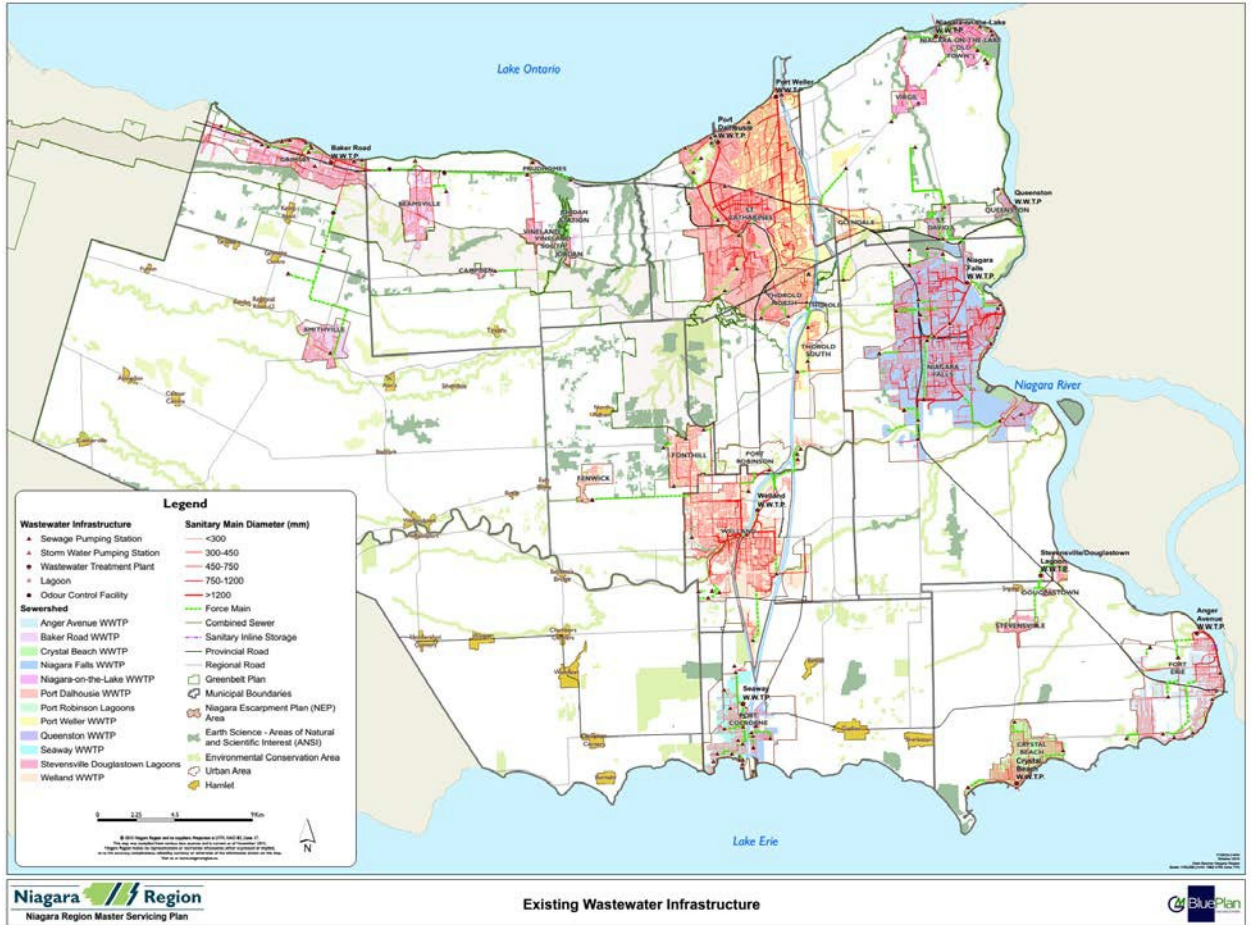 Lake Ontario
Niagara-on-the-Lake
W.W.T.P.
NIAGARA-ON-THE-LAKE
OLD
TOWN
Port Weller
W.W.T.P.
VIRGIL
Port
Dalhousie
W.W.T.P.
Baker Road
W.W.T.P.
GRIMSBY
PRUDHOMES
BEAMSVILLE
JORDAN
STATION
VINELAND
VINELAND
SOUTH
JORDAN
CAMPDEN
ST.
CATHARINES
GLENDALE
ST.
DAVIDS
Queenston
W.W.T.P
QUEENSTON
Niagara
Falls
W.W.T.P.
THOROLD
NORTH
THOROLD
THOROLD
SOUTH
SMITHVILLE
NIAGARA
FALLS
Niagara River
FONTHILL
PORT
ROBINSON
FENWICK
Welland
W.W.T.P.
WELLAND
Stevensville/Douglastown
Lagoon
W.W.T.P.
DOUGLASTOWN
STEVENSVILLE
Anger
Avenue
W.W.T.P.
FORT
ERIE
Seaway
W.W.T.P.
PORT
COLBORNE
CRYSTAL
BEACH
Crystal
Beach
W.W.T.P.
Lake Erie
Legend
Wastewater Infrastructure
Sewage Pumping Station
Storm Water Pumping Station
Wastewater Treatment Plant
Lagoon
Odour Control Facility
Sewershed
Anger Avenue WWTP
Baker Road WWTP
Crystal Beach WWTP
Niagara Falls WWTP
Niagara-on-the-Lake WWTP
Port Dalhousie WWTP
Port Robinson Lagoons
Port Weller WWTP
Queenston WWTP
Seaway WWTP
Stevensville Douglastown Lagoons
Welland WWTP
Sanitary Main Diameter (mm)
<300
300-450
450-750
750-1200
>1200
Force Main
Combined Sewer
Sanitary Inline Storage
Provincial Road
Regional Road
Greenbelt Plan
Municipal Boundaries
Niagara Escarpment Plan (NEP)
Area
Earth Science - Areas of Natural
and Scientific Interest (ANSI)
Environmental Conservation Area
Urban Area
Hamlet
0 2.25 4.5 9 Km
N
Niagara Region
Niagara Region Master Servicing Plan
Existing Wastewater Infrastructure
BluePlan